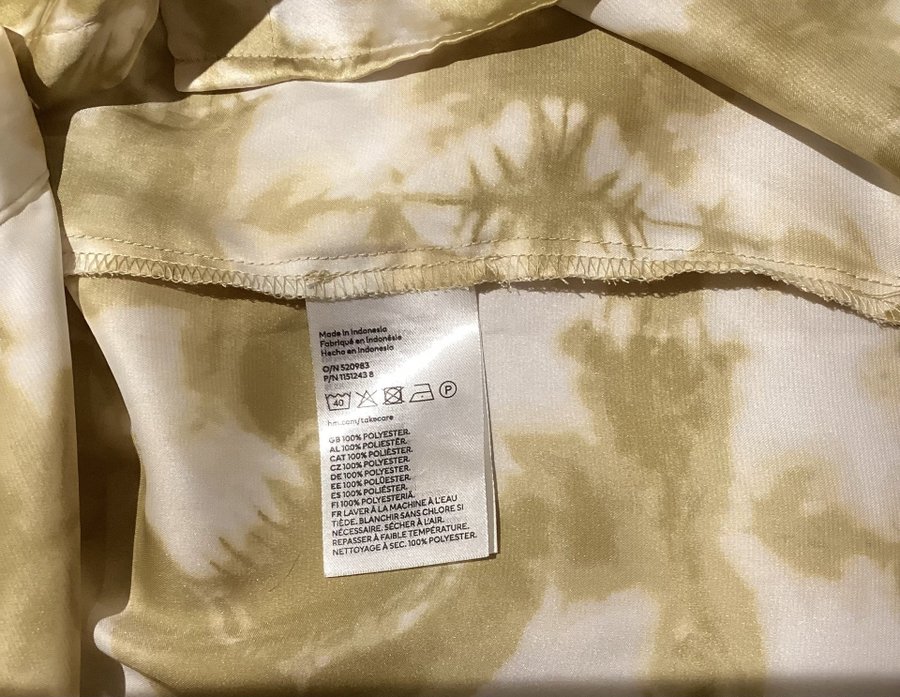 Made in Indonesia
Fabriqué en Indonésie
Hecho en Indonesia
O/N 520983
P/N 1151243 8
40 P
hm.com/takecare
GB 100% POLYESTER.
AL 100% POLIESTËR.
CAT 100% POLIÈSTER.
CZ 100% POLYESTER.
DE 100% POLYESTER.
EE 100% POLÜESTER.
ES 100% POLIÉSTER.
FI 100% POLYESTERIÄ.
FR LAVER À LA MACHINE À L'EAU
TIÈDE. BLANCHIR SANS CHLORE SI
NÉCESSAIRE. SÉCHER À L'AIR.
REPASSER À FAIBLE TEMPÉRATURE.
NETTOYAGE À SEC. 100% POLYESTER.